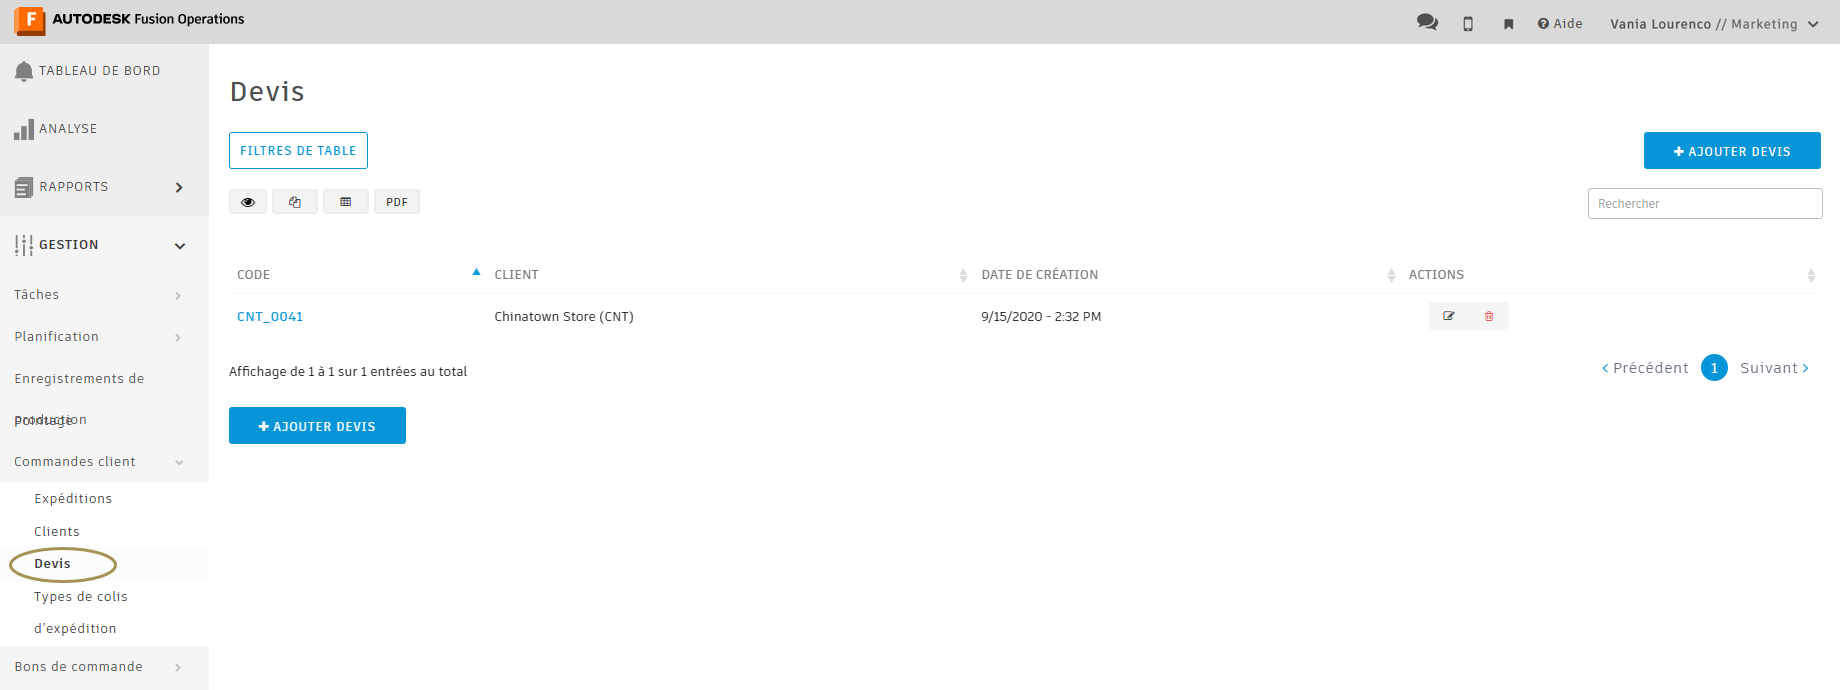 AUTODESK Fusion Operations
Aide
Vania Lourenco // Marketing
TABLEAU DE BORD
ANALYSE
RAPPORTS
GESTION
Tâches
Planification
Enregistrements de
production
Pointage
Commandes client
Expéditions
Clients
Devis
Types de colis
d'expédition
Bons de commande
Devis
FILTRES DE TABLE
AJOUTER DEVIS
PDF
Rechercher
CODE CLIENT DATE DE CRÉATION ACTIONS
CNT_0041 Chinatown Store (CNT) 9/15/2020 - 2:32 PM
Affichage de 1 à 1 sur 1 entrées au total
Précédent 1 Suivant
AJOUTER DEVIS